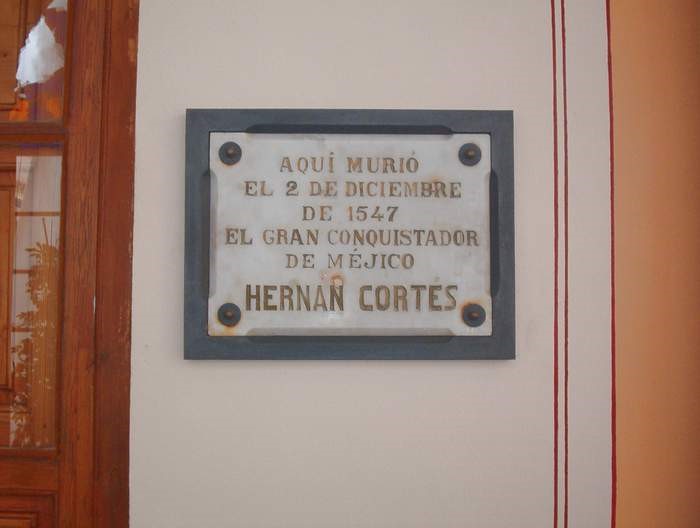 AQUÍ MURIÓ
EL 2 DE DICIEMBRE
DE 1547
EL GRAN CONQUISTADOR
DE MÉJICO
HERNÁN CORTÉS